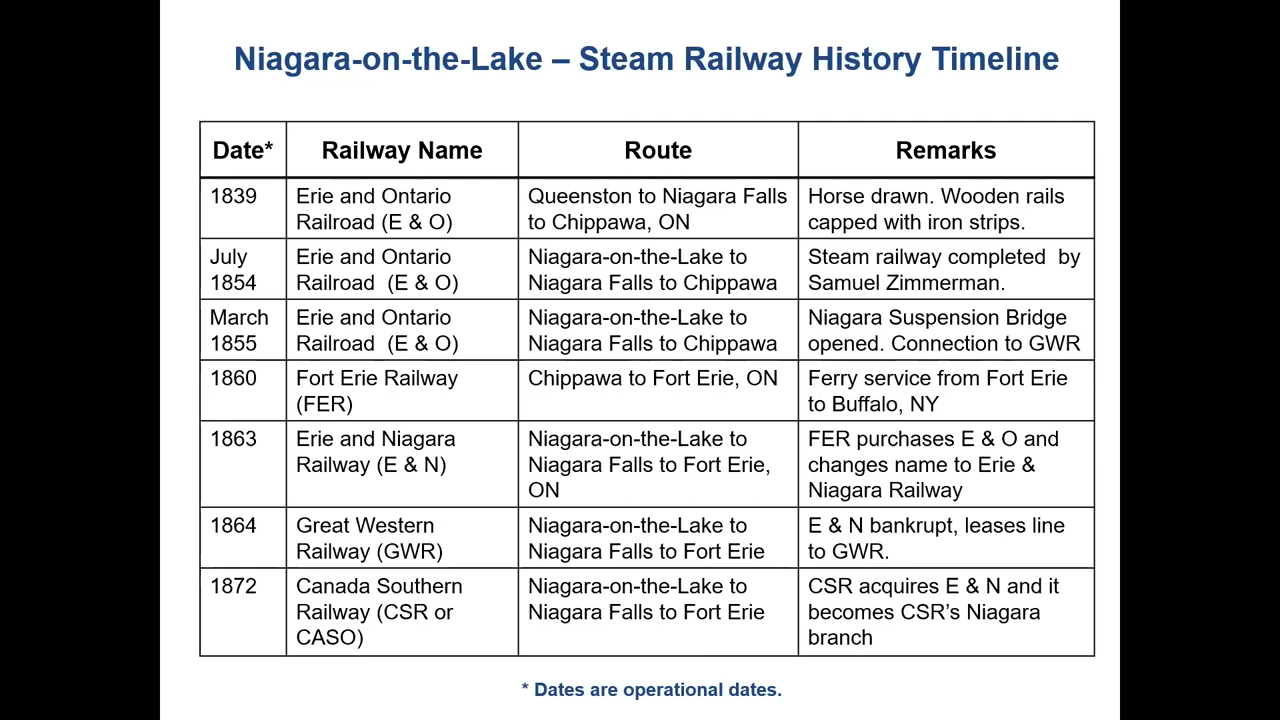 Niagara-on-the-Lake – Steam Railway History Timeline
Date* Railway Name Route Remarks
1839 Erie and Ontario Queenston to Niagara Falls Horse drawn. Wooden rails
Railroad (E & O) to Chippawa, ON capped with iron strips.
July Erie and Ontario Niagara-on-the-Lake to Steam railway completed by
1854 Railroad (E & O) Niagara Falls to Chippawa Samuel Zimmerman.
March Erie and Ontario Niagara-on-the-Lake to Niagara Suspension Bridge
1855 Railroad (E & O) Niagara Falls to Chippawa opened. Connection to GWR
1860 Fort Erie Railway Chippawa to Fort Erie, ON Ferry service from Fort Erie
(FER) to Buffalo, NY
1863 Erie and Niagara Niagara-on-the-Lake to FER purchases E & O and
Railway (E & N) Niagara Falls to Fort Erie, changes name to Erie &
ON Niagara Railway
1864 Great Western Niagara-on-the-Lake to E & N bankrupt, leases line
Railway (GWR) Niagara Falls to Fort Erie to GWR.
1872 Canada Southern Niagara-on-the-Lake to CSR acquires E & N and it
Railway (CSR or Niagara Falls to Fort Erie becomes CSR’s Niagara
CASO) branch
* Dates are operational dates.